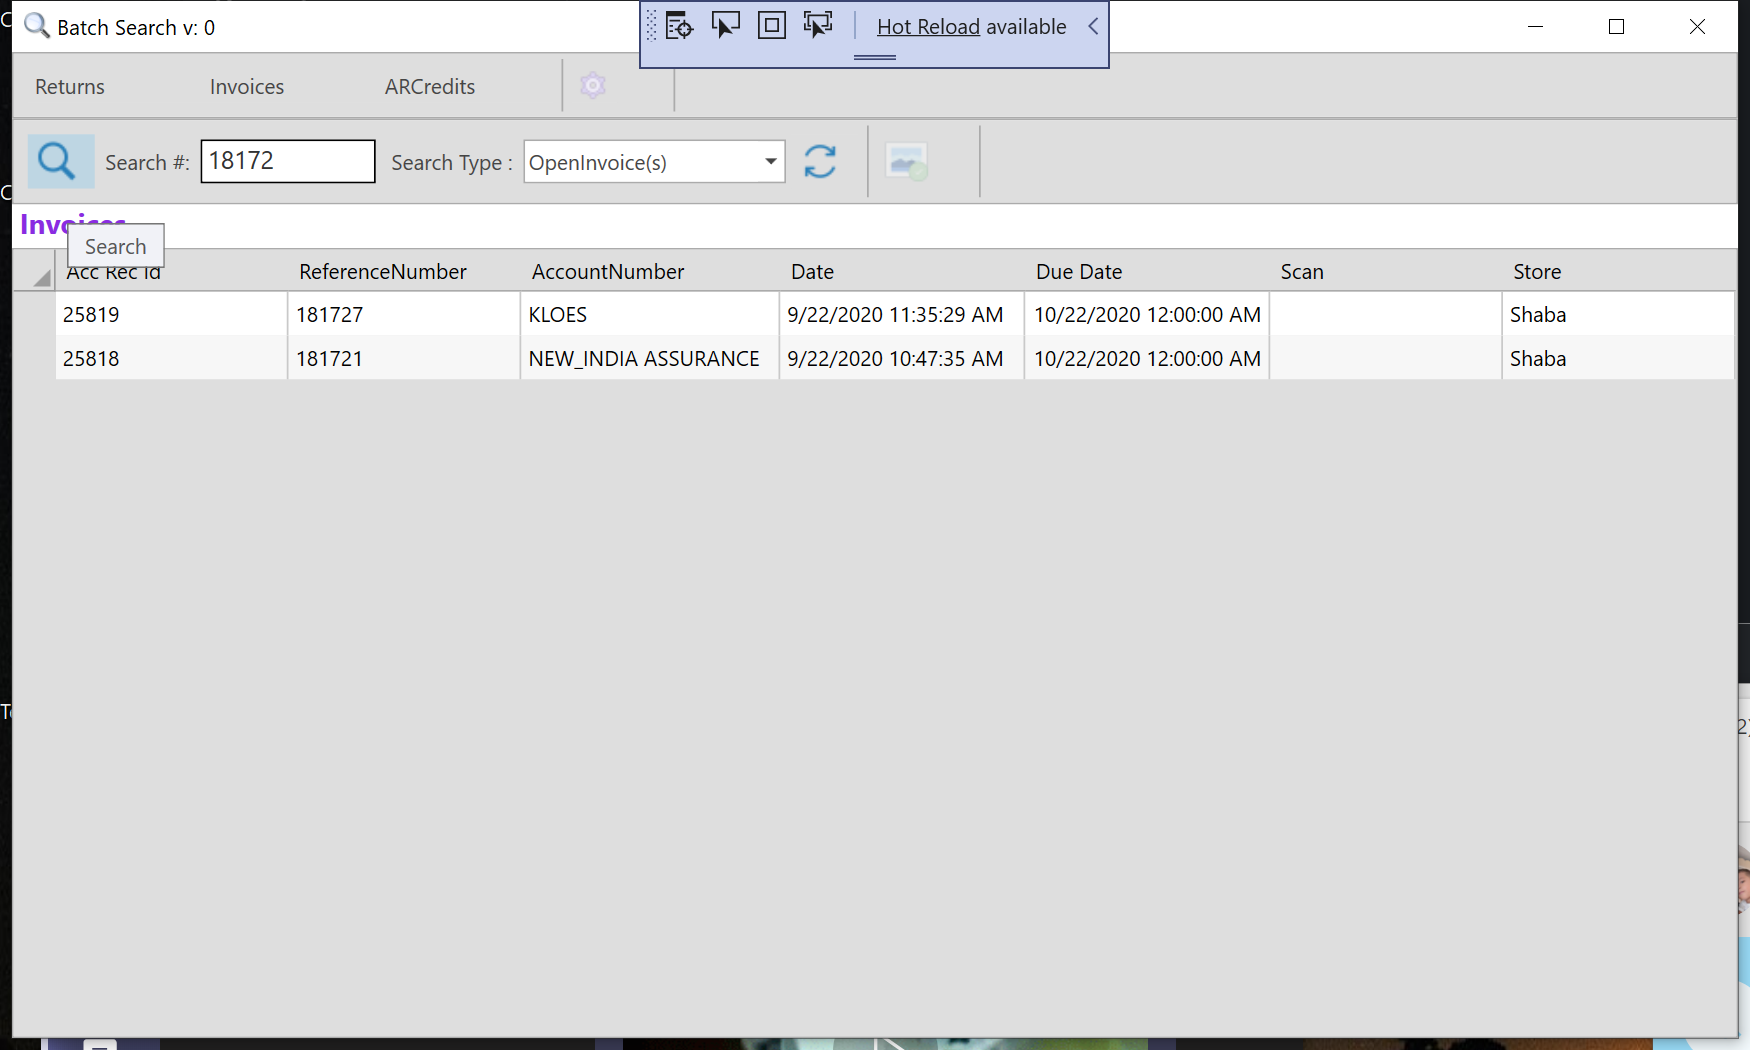 Batch Search v: 0
Hot Reload available
Returns Invoices ARCredits
Search #: 18172 Search Type : OpenInvoice(s)
Invoices
Search
Acc Rec Id ReferenceNumber AccountNumber Date Due Date Scan Store
25819 181727 KLOES 9/22/2020 11:35:29 AM 10/22/2020 12:00:00 AM Shaba
25818 181721 NEW_INDIA ASSURANCE 9/22/2020 10:47:35 AM 10/22/2020 12:00:00 AM Shaba